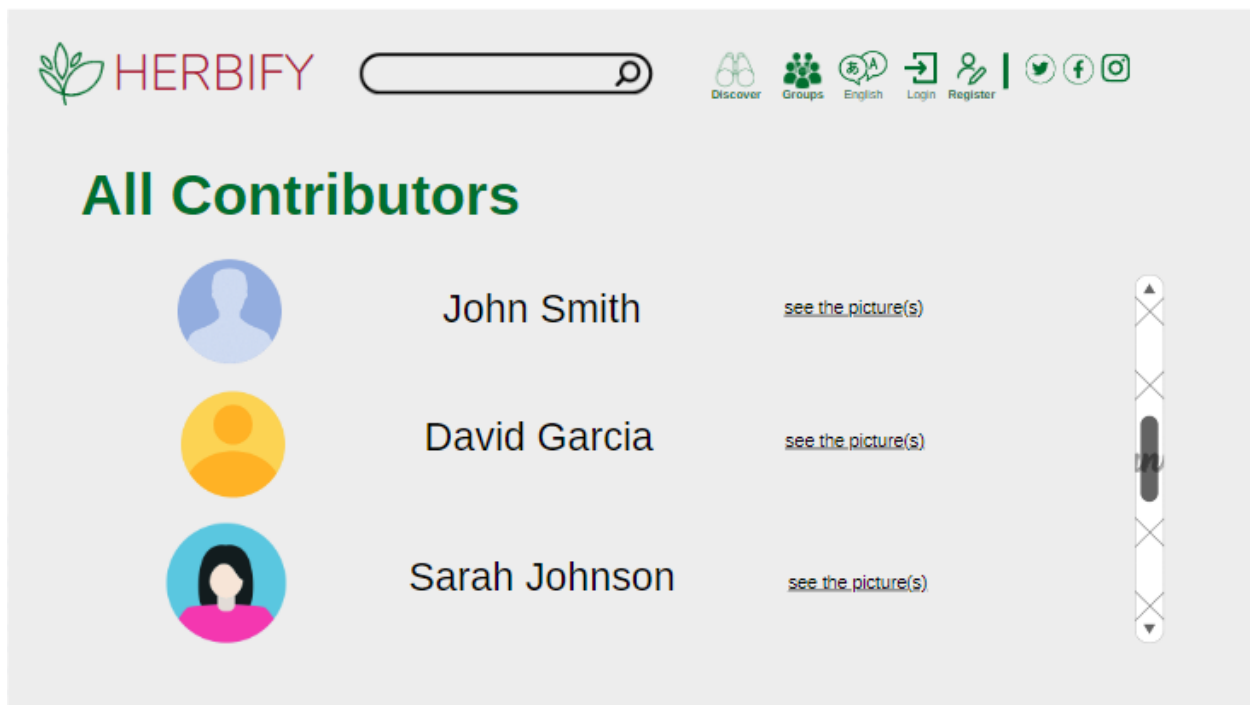 HERBIFY
Discover Groups English Login Register
All Contributors
John Smith see the picture(s)
David Garcia see the picture(s)
Sarah Johnson see the picture(s)